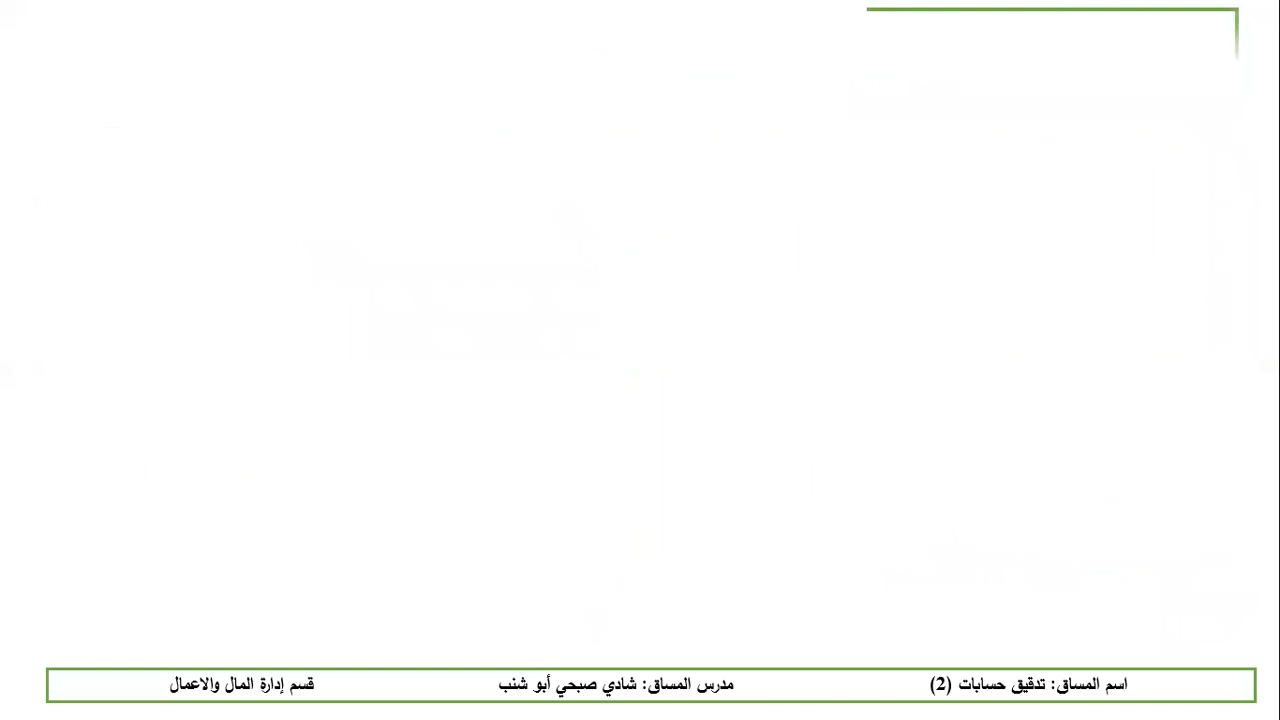 اسم المساق: تدقيق حسابات (2) مدرس المساق: شادي صبحي أبو شنب قسم إدارة المال والاعمال